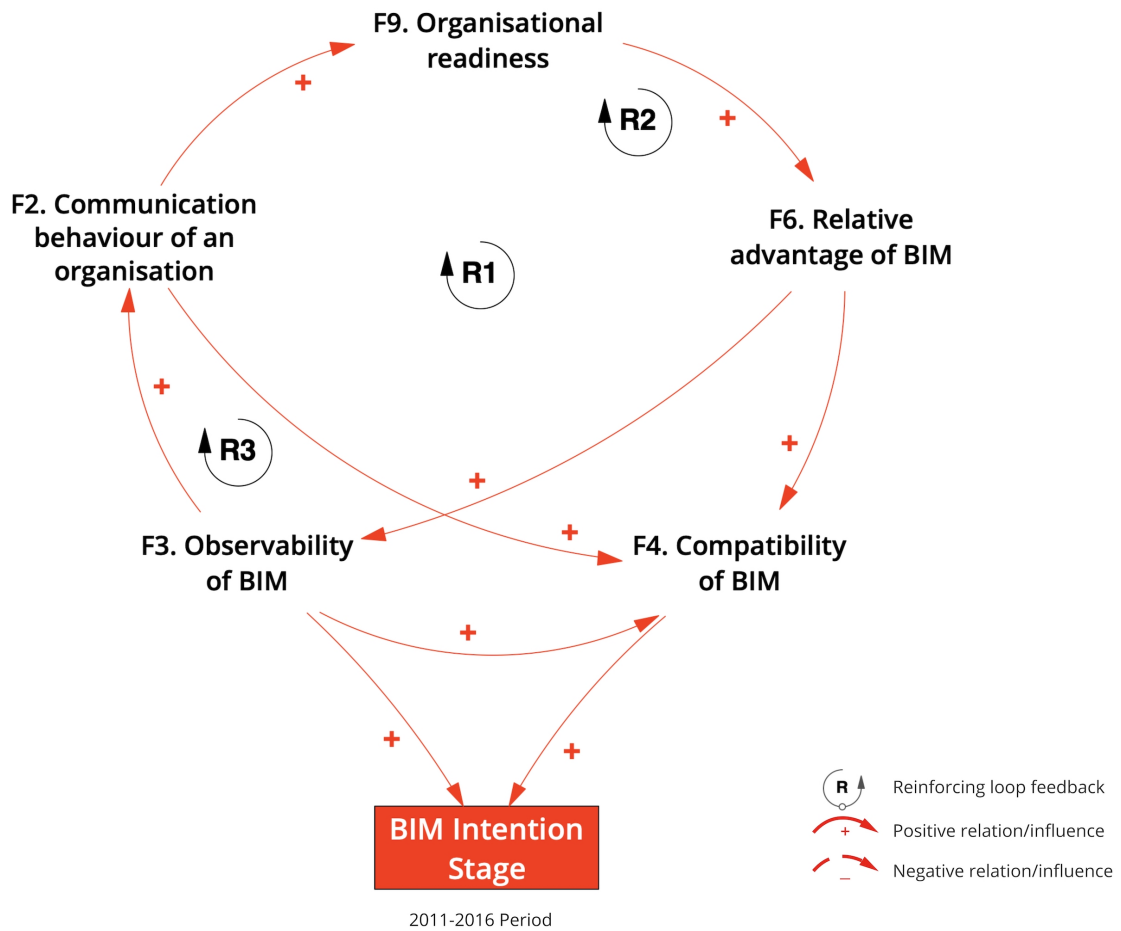 F9. Organisational
readiness
+
R2
+
F2. Communication
behaviour of an
organisation
F6. Relative
advantage of BIM
R1
+
+
R3
+
+
F3. Observability
of BIM
F4. Compatibility
of BIM
+
+
+
BIM Intention
Stage
2011-2016 Period
R
Reinforcing loop feedback
+
Positive relation/influence
–
Negative relation/influence